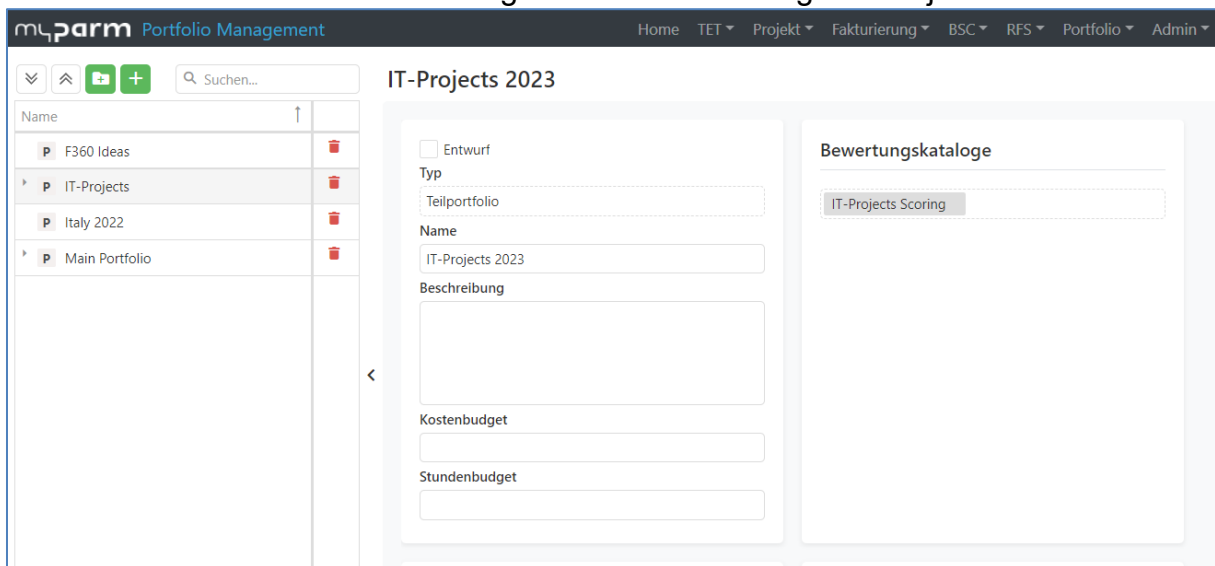 myparm Portfolio Management Home TET Projekt Fakturierung BSC RFS Portfolio Admin
Suchen...
Name
P F360 Ideas
P IT-Projects
P Italy 2022
P Main Portfolio
IT-Projects 2023
Entwurf
Typ
Teilportfolio
Name
IT-Projects 2023
Beschreibung
Kostenbudget
Stundenbudget
Bewertungskataloge
IT-Projects Scoring